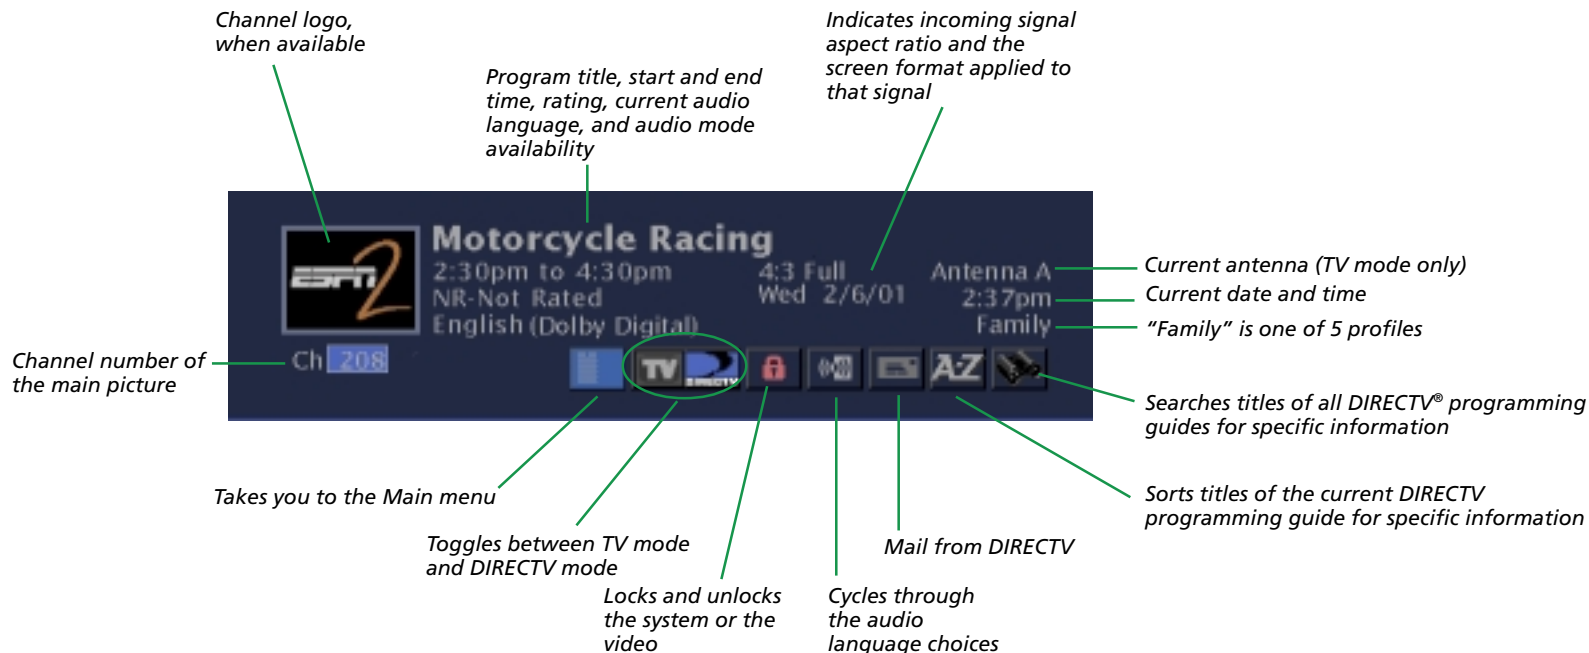 Channel logo,
when available
Indicates incoming signal
aspect ratio and the
screen format applied to
that signal
Program title, start and end
time, rating, current audio
language, and audio mode
availability
ESPN2
Motorcycle Racing
2:30pm to 4:30pm
NR-Not Rated
English (Dolby Digital)
4:3 Full
Wed 2/6/01
Antenna A
2:37pm
Family
Current antenna (TV mode only)
Current date and time
“Family” is one of 5 profiles
Channel number of
the main picture
Ch 208
TV
DIRECTV
A-Z
Searches titles of all DIRECTV® programming
guides for specific information
Takes you to the Main menu
Sorts titles of the current DIRECTV
programming guide for specific information
Toggles between TV mode
and DIRECTV mode
Mail from DIRECTV
Locks and unlocks
the system or the
video
Cycles through
the audio
language choices